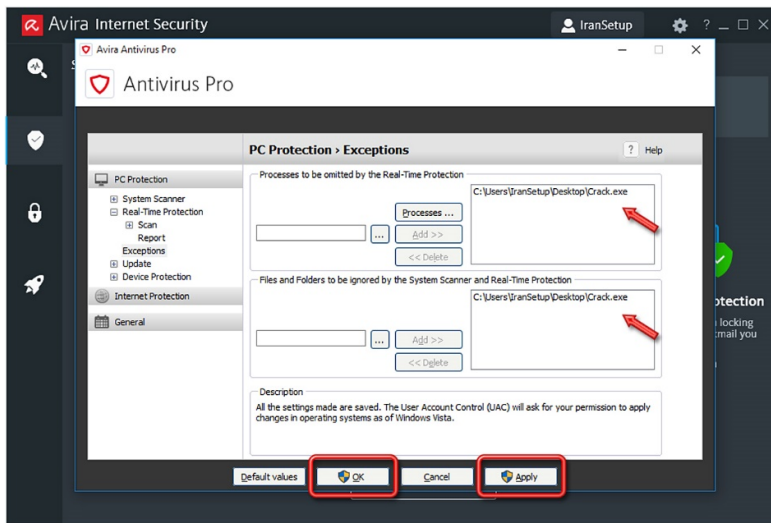 Avira Internet Security
IranSetup
?
Avira Antivirus Pro
Antivirus Pro
PC Protection > Exceptions
? Help
PC Protection
System Scanner
Real-Time Protection
Scan
Report
Exceptions
Update
Device Protection
Internet Protection
General
Processes to be omitted by the Real-Time Protection
C:\Users\IranSetup\Desktop\Crack.exe
Processes ...
...
Add >>
<< Delete
Files and Folders to be ignored by the System Scanner and Real-Time Protection
C:\Users\IranSetup\Desktop\Crack.exe
...
Add >>
<< Delete
Description
All the settings made are saved. The User Account Control (UAC) will ask for your permission to apply
changes in operating systems as of Windows Vista.
Default values
OK
Cancel
Apply
otection
locking
mail you